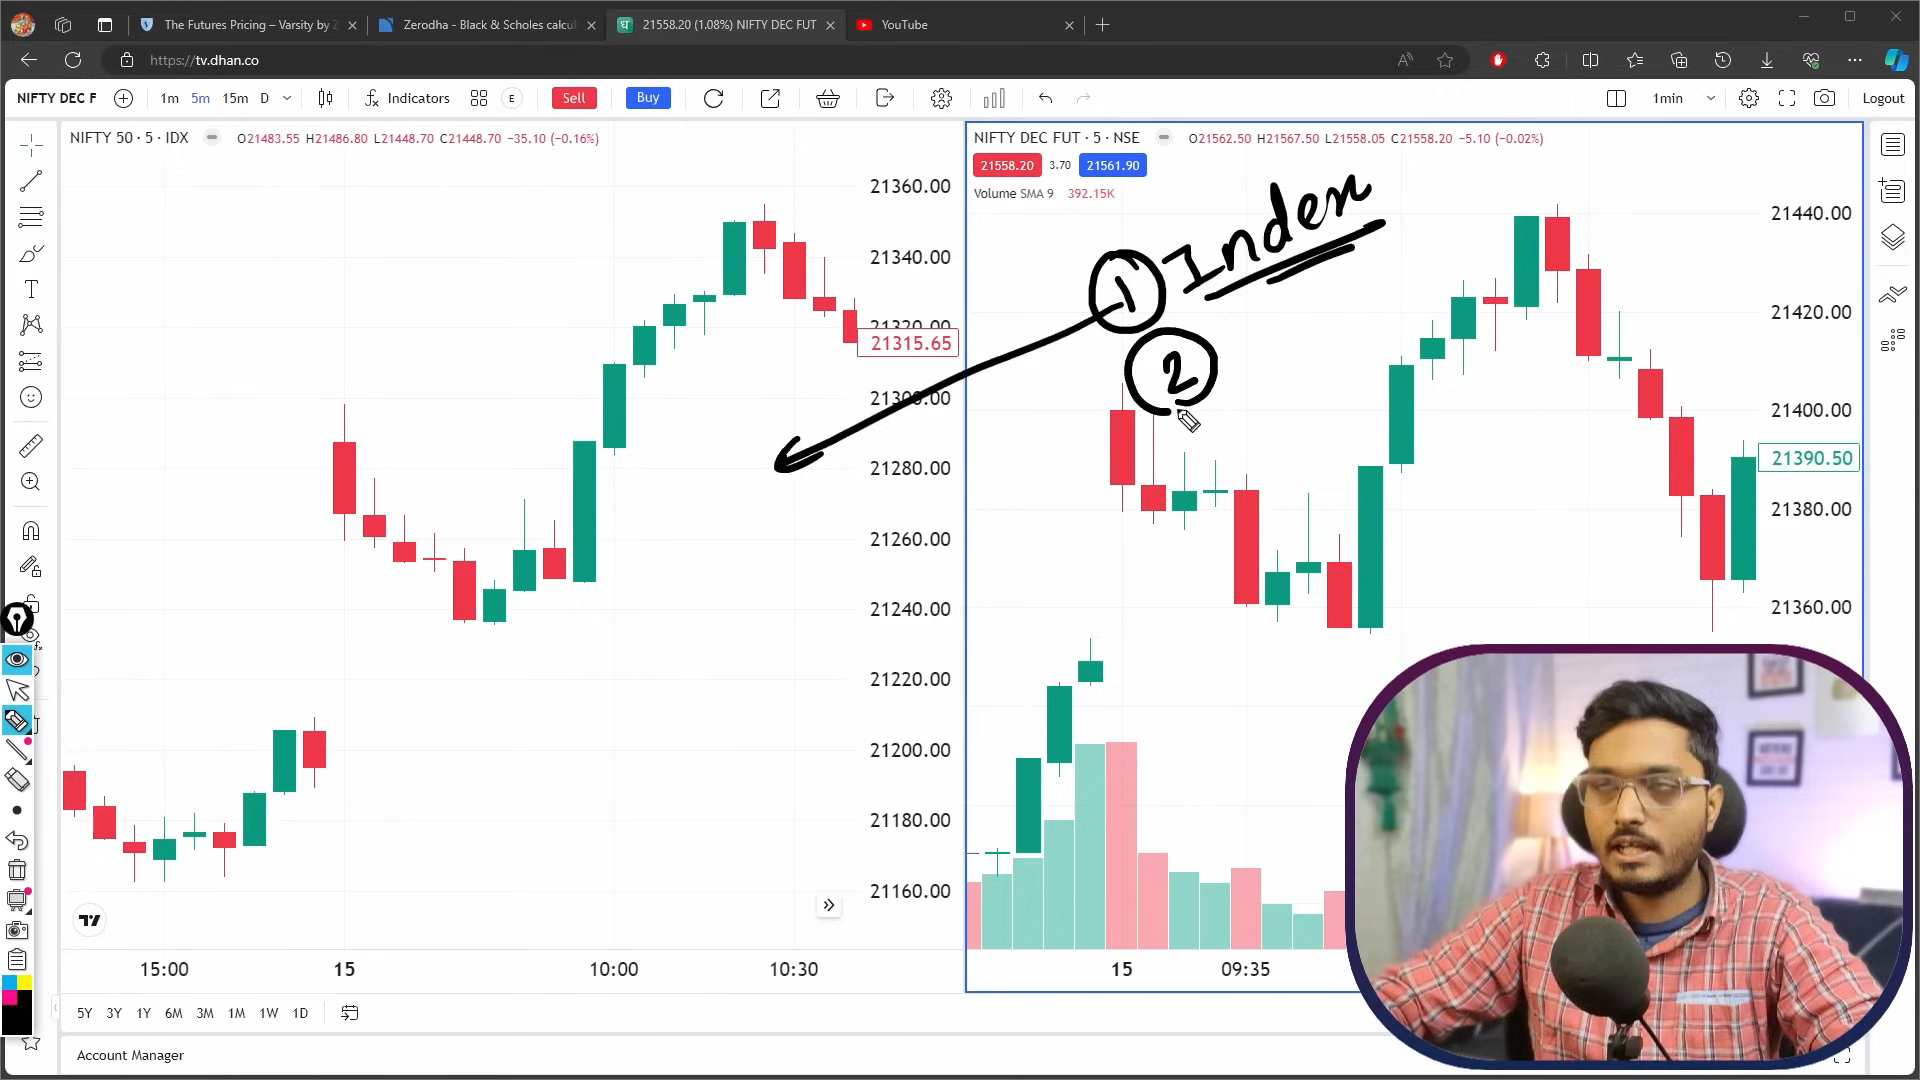 The Futures Pricing – Varsity by Z
Zerodha - Black & Scholes calcul
21558.20 (1.08%) NIFTY DEC FUT
YouTube
https://tv.dhan.co
NIFTY DEC F
1m 5m 15m D
Indicators
E
Sell
Buy
1min
Logout
NIFTY 50 · 5 · IDX
O21483.55 H21486.80 L21448.70 C21448.70 -35.10 (-0.16%)
21360.00
21340.00
21320.00
21315.65
21300.00
21280.00
21260.00
21240.00
21220.00
21200.00
21180.00
21160.00
15:00
15
10:00
10:30
NIFTY DEC FUT · 5 · NSE
O21562.50 H21567.50 L21558.05 C21558.20 -5.10 (-0.02%)
21558.20 3.70 21561.90
Volume SMA 9 392.15K
1 Index
2
21440.00
21420.00
21400.00
21390.50
21380.00
21360.00
15
09:35
5Y 3Y 1Y 6M 3M 1M 1W 1D
Account Manager